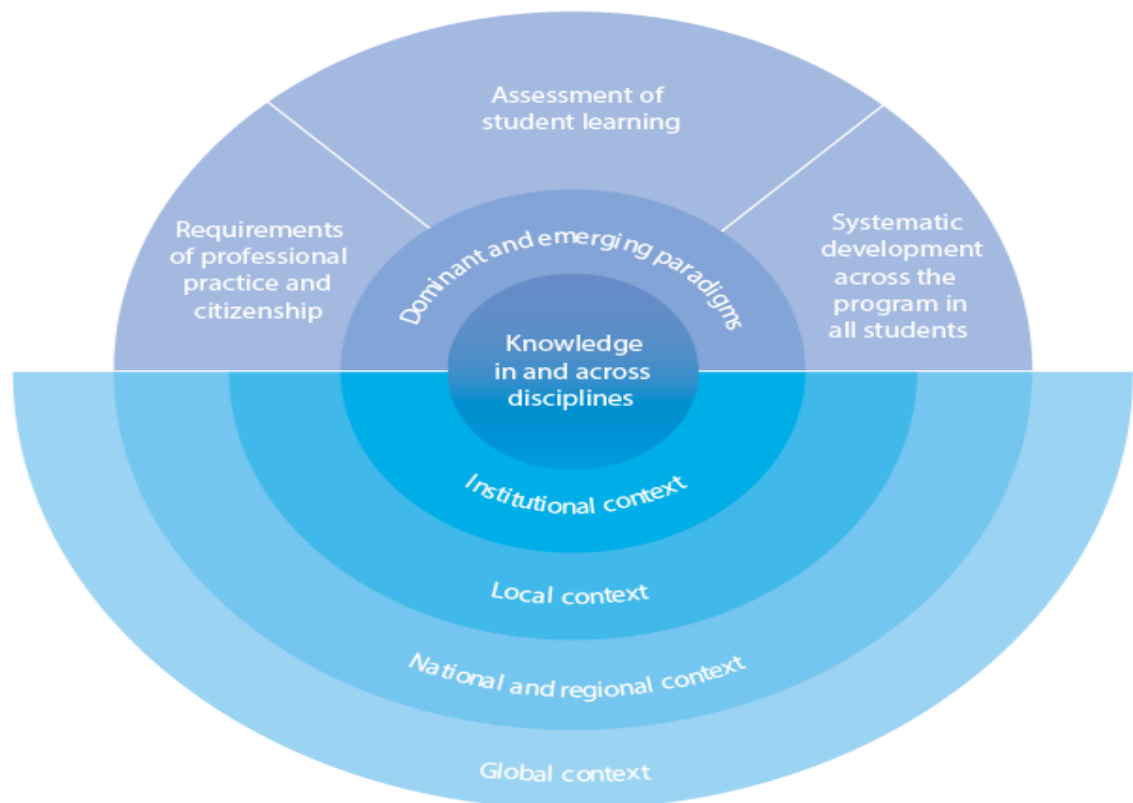 Assessment of
student learning
Requirements
of professional
practice and
citizenship
Systematic
development
across the
program in
all students
Dominant and emerging paradigms
Knowledge
in and across
disciplines
Institutional context
Local context
National and regional context
Global context